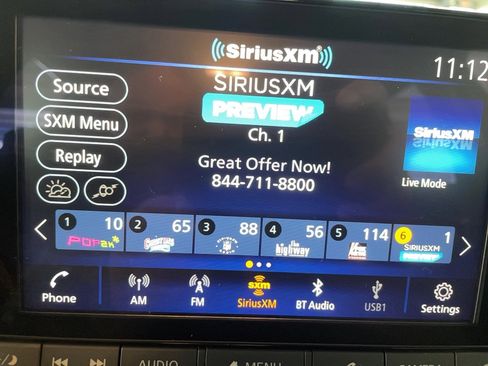 SiriusXM
11:12
Source
SIRIUSXM
PREVIEW
SXM Menu
Ch. 1
SiriusXM
Replay
Great Offer Now!
844-711-8800
Live Mode
1 10
2 65
3 88
4 56
5 114
6 1
POP2K
the highway
SIRIUSXM
PREVIEW
Phone
AM
FM
sxm
SiriusXM
BT Audio
USB1
Settings
AUDIO
MENU
CAMERA